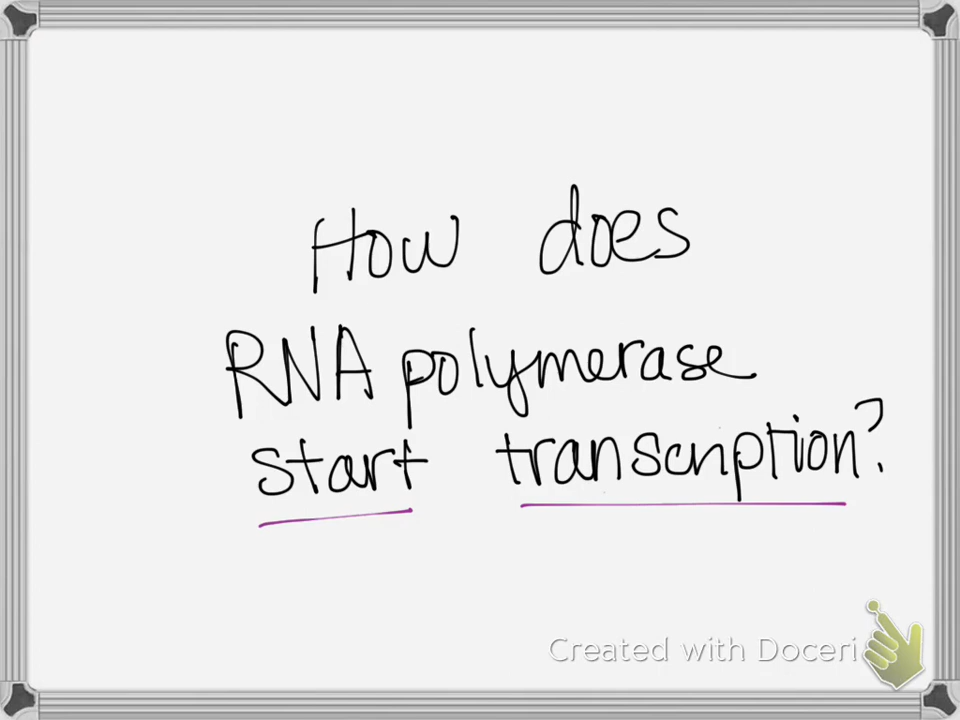 How does
RNA polymerase
start transcription?
Created with Doceri